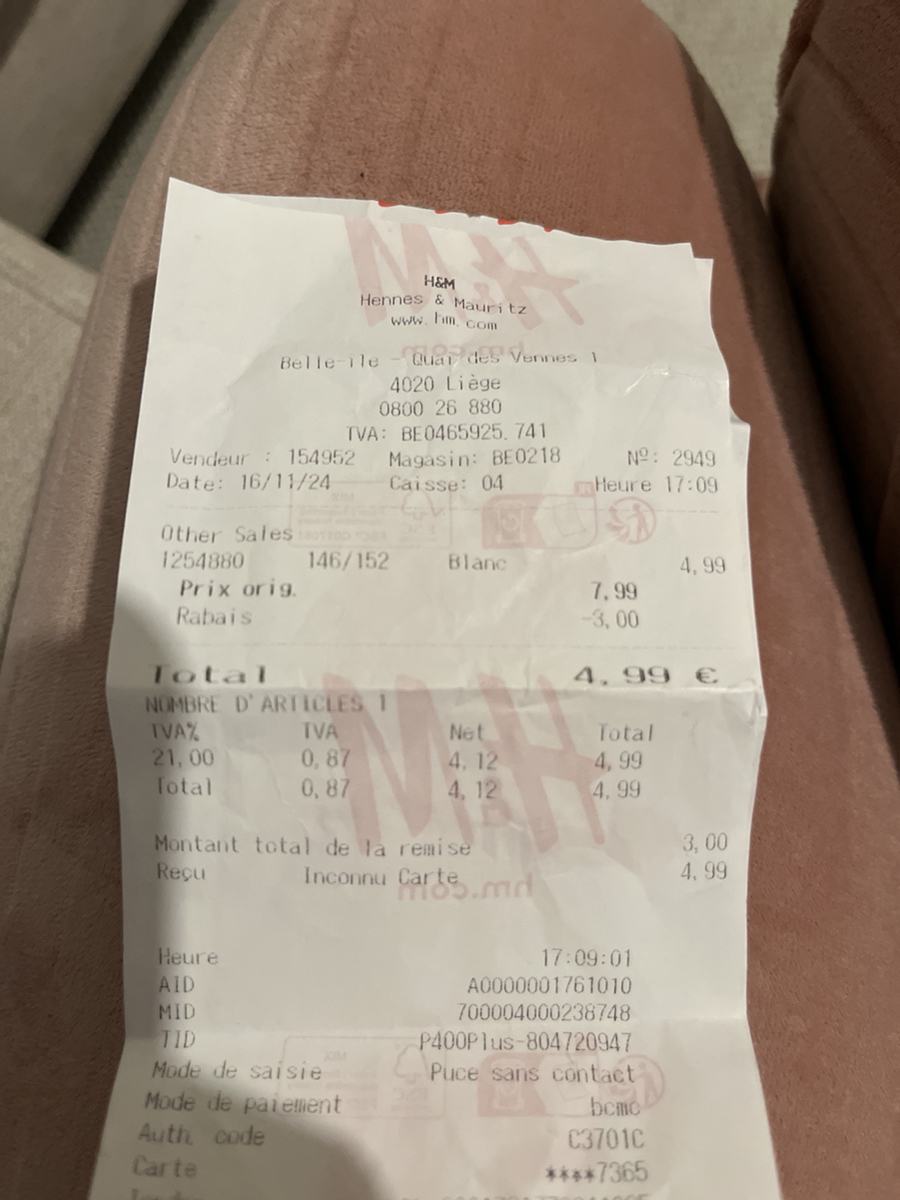 H&M
Hennes & Mauritz
www.hm.com
Belle-ile - Quai des Vennes 1
4020 Liège
0800 26 880
TVA: BE0465925.741
Vendeur : 154952 Magasin: BE0218 Nº: 2949
Date: 16/11/24 Caisse: 04 Heure 17:09
Other Sales
1254880 146/152 Blanc 4,99
Prix orig. 7,99
Rabais -3,00
Total 4.99 €
NOMBRE D'ARTICLES 1
TVA% TVA Net Total
21,00 0,87 4,12 4,99
Total 0,87 4,12 4,99
Montant total de la remise 3,00
Reçu Inconnu Carte 4,99
hm.com
Heure 17:09:01
AID A0000001761010
MID 700004000238748
TID P400Plus-804720947
Mode de saisie Puce sans contact
Mode de paiement bcmc
Auth. code C3701C
Carte ****7365